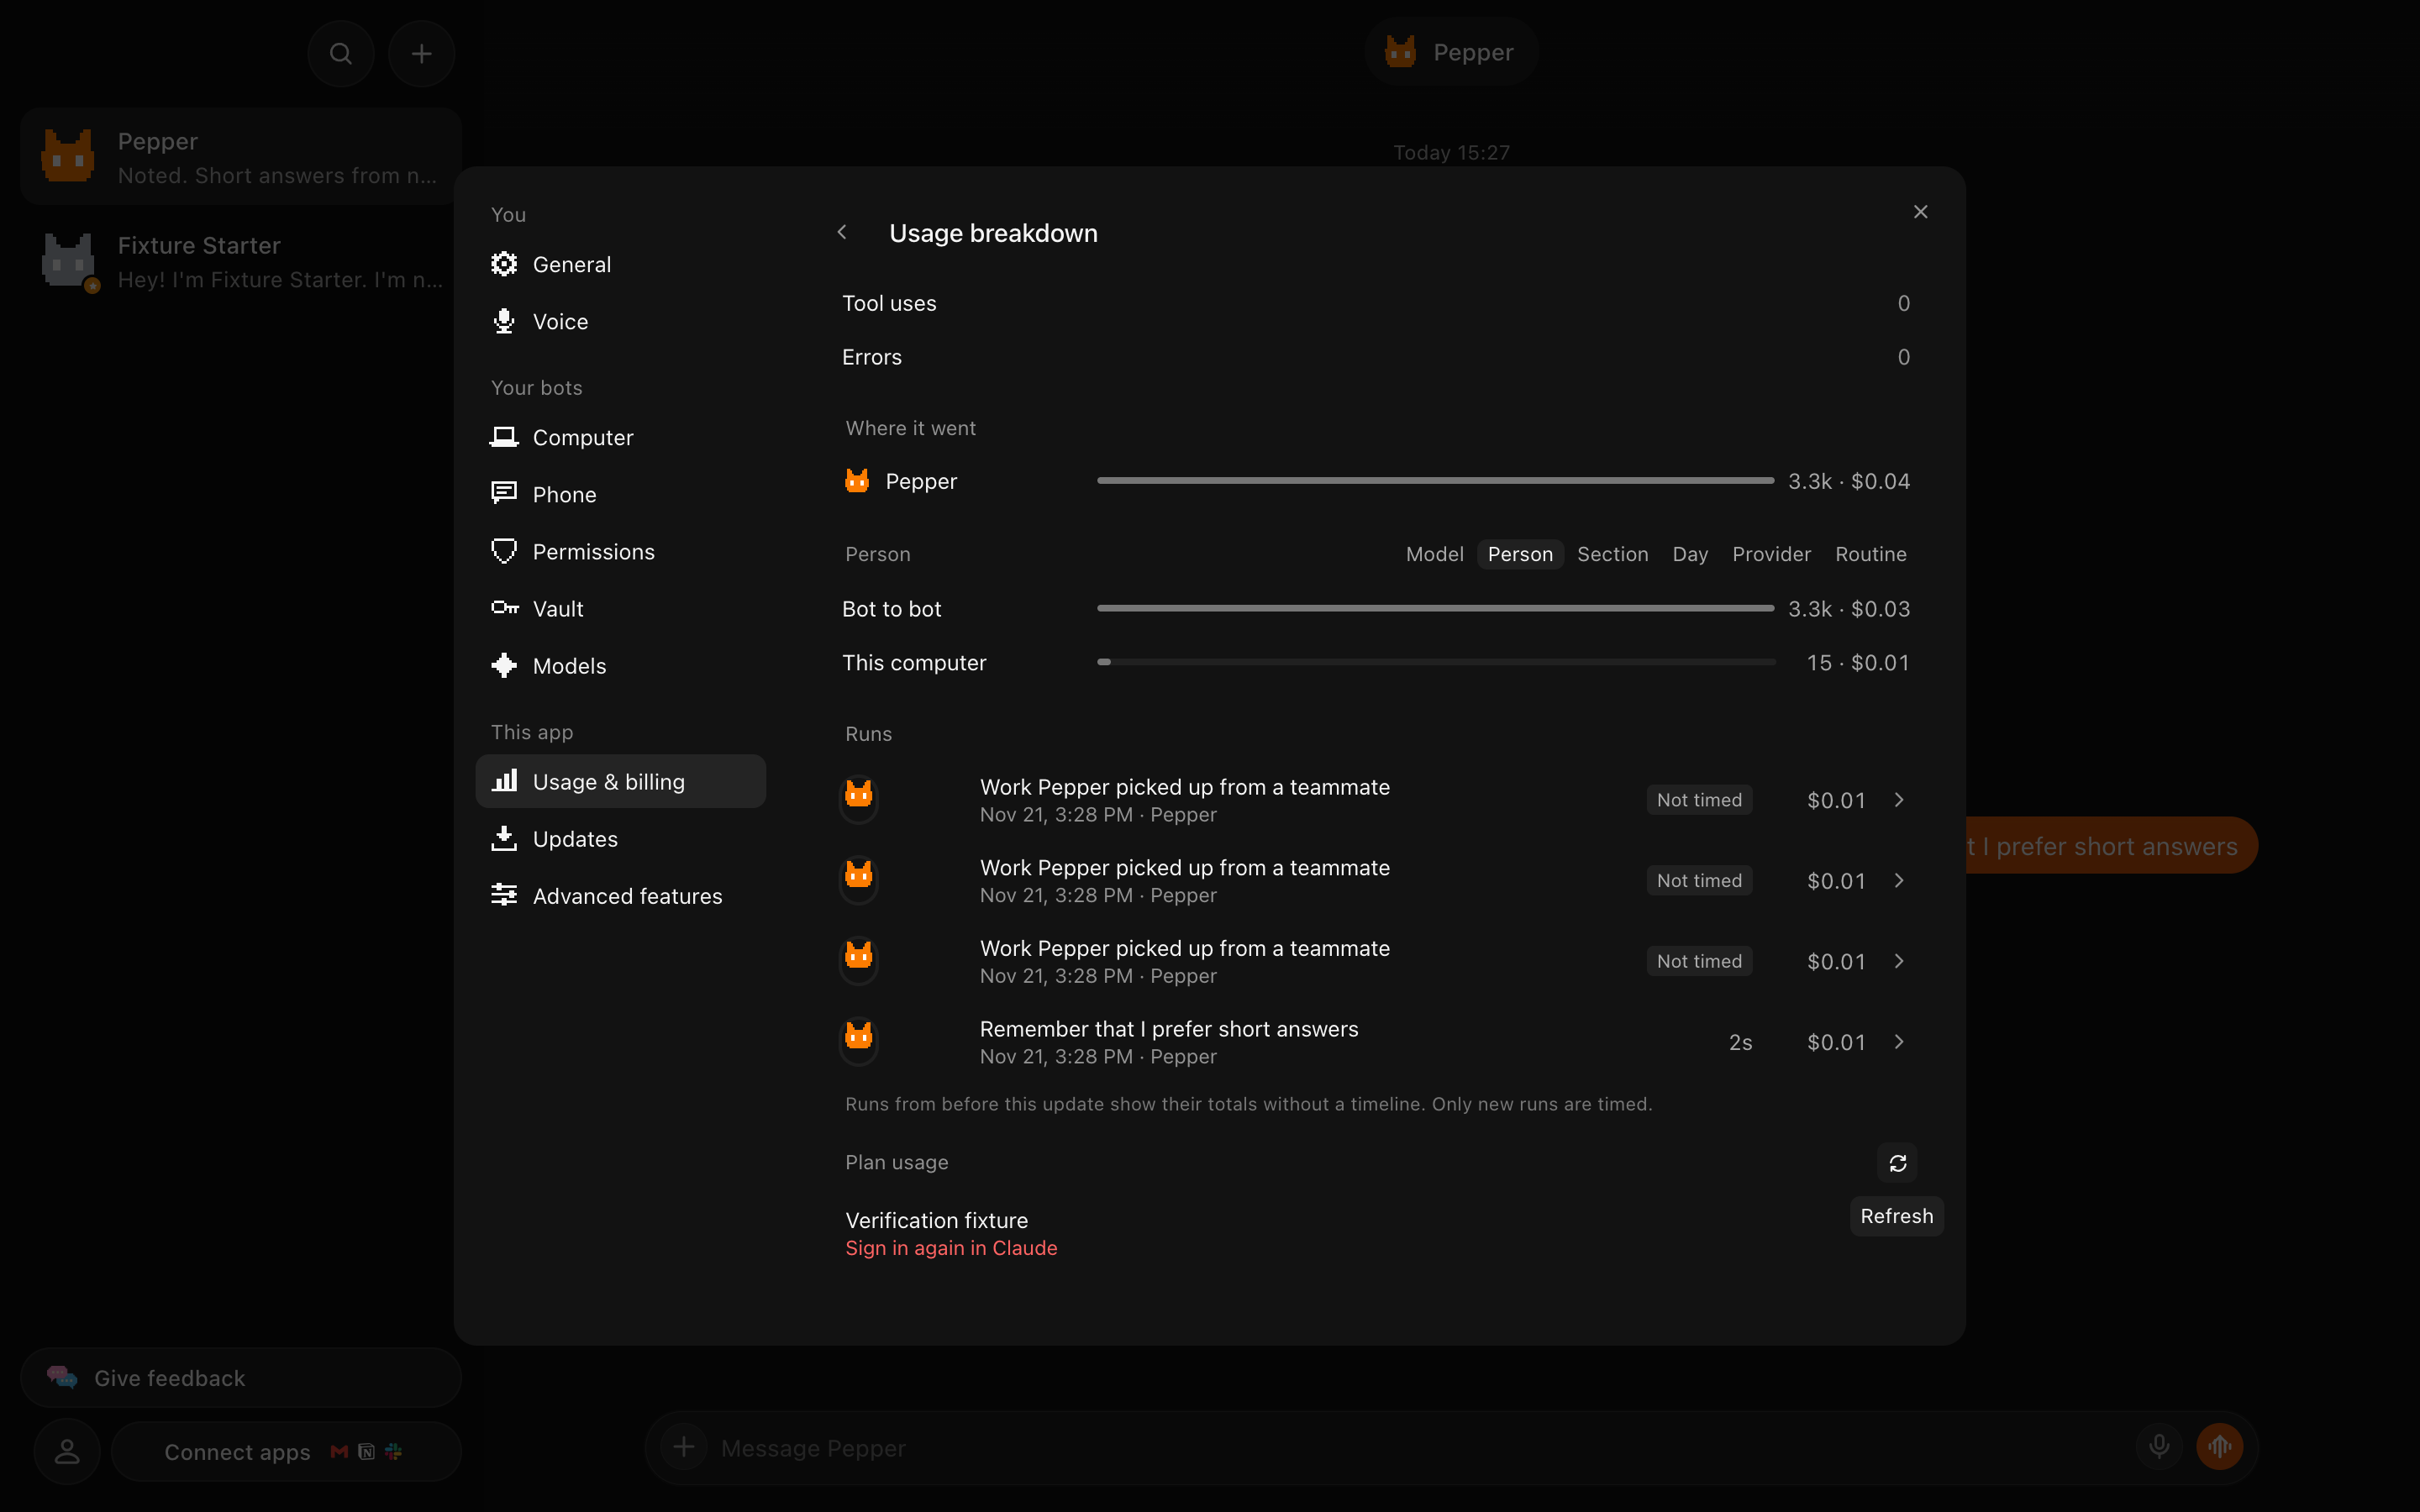 Pepper
Noted. Short answers from n...
Fixture Starter
Hey! I'm Fixture Starter. I'm n...
Give feedback
Connect apps
Pepper
Today 15:27
t I prefer short answers
Message Pepper
You
General
Voice
Your bots
Computer
Phone
Permissions
Vault
Models
This app
Usage & billing
Updates
Advanced features
Usage breakdown
Tool uses 0
Errors 0
Where it went
Pepper 3.3k · $0.04
Person Model Person Section Day Provider Routine
Bot to bot 3.3k · $0.03
This computer 15 · $0.01
Runs
Work Pepper picked up from a teammate Not timed $0.01
Nov 21, 3:28 PM · Pepper
Work Pepper picked up from a teammate Not timed $0.01
Nov 21, 3:28 PM · Pepper
Work Pepper picked up from a teammate Not timed $0.01
Nov 21, 3:28 PM · Pepper
Remember that I prefer short answers 2s $0.01
Nov 21, 3:28 PM · Pepper
Runs from before this update show their totals without a timeline. Only new runs are timed.
Plan usage
Refresh
Verification fixture
Sign in again in Claude